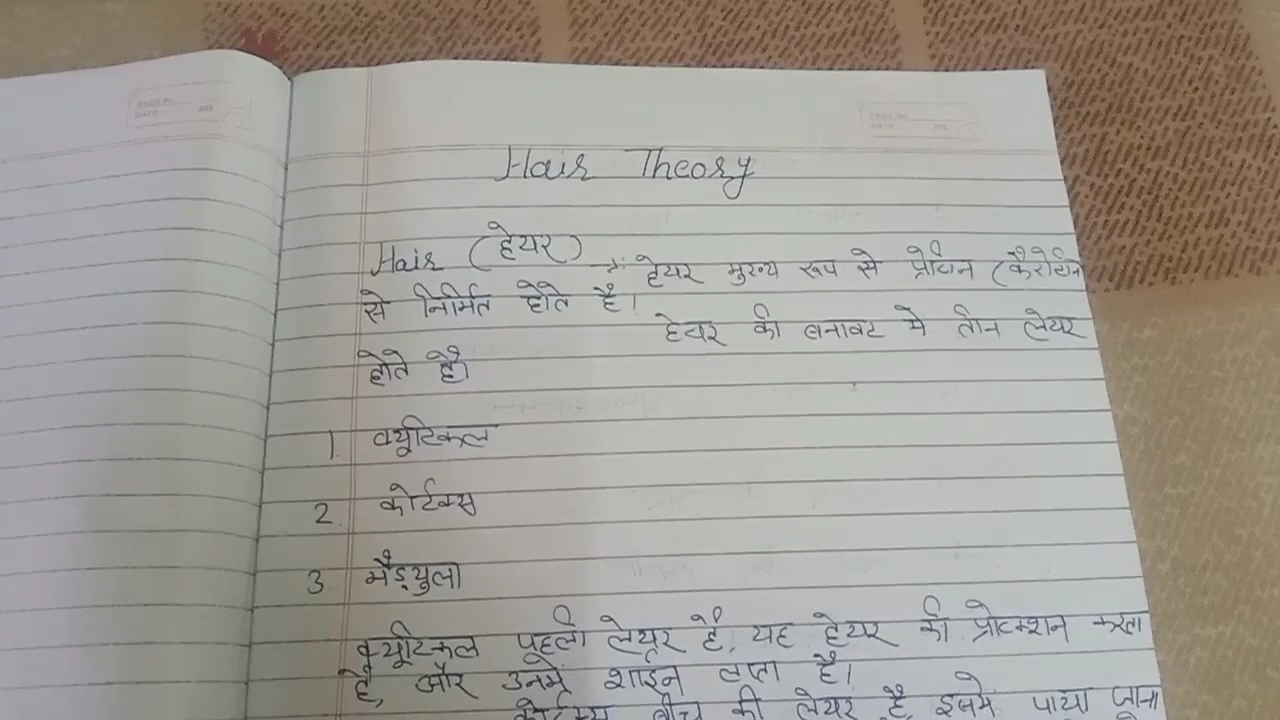 Hair Theory
Hair (हेयर) → हेयर मुख्य रूप से प्रोटीन (कैरोटीन
से निर्मित होते है।
हेयर की बनावट मे तीन लेयर
होते है।
1. क्यूटिकल
2. कोर्टेक्स
3 मैड्युला
क्यूटिकल पहली लेयर है, यह हेयर की प्रोटेक्शन करता
है, और उनमें शाईन लाता है।
कोर्टेक्स बीच की लेयर है, इसमे पाया जाना